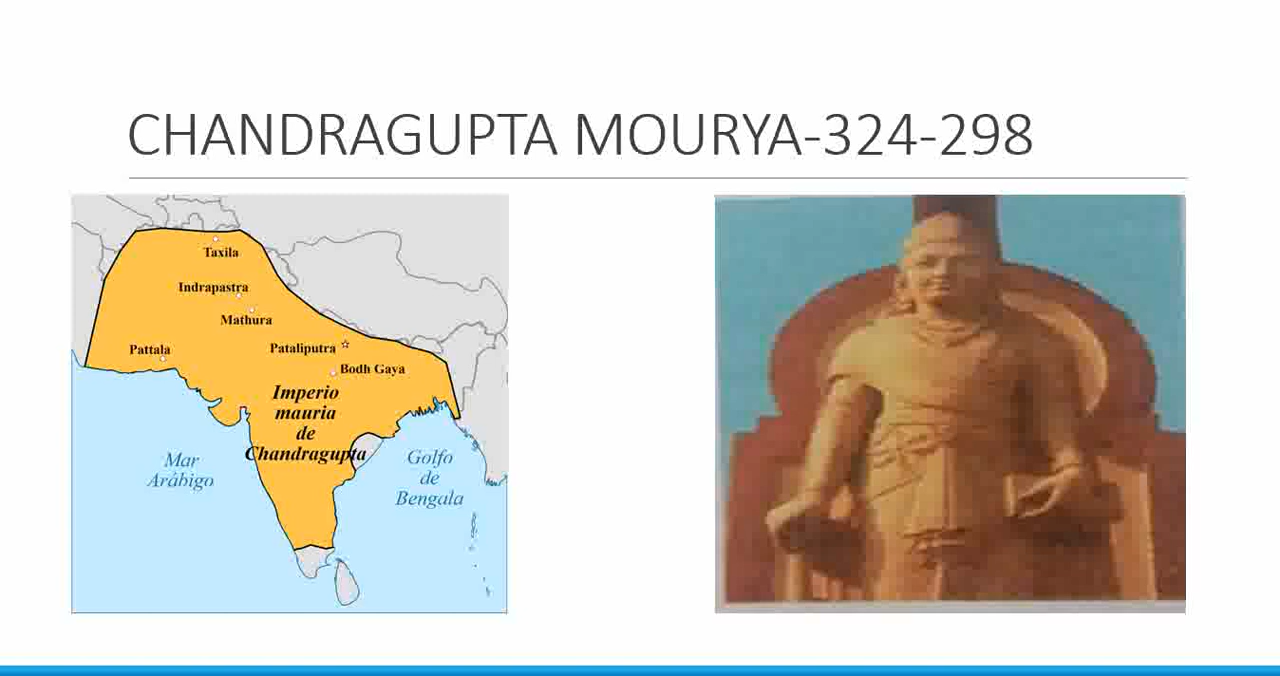 CHANDRAGUPTA MOURYA-324-298
Taxila
Indrapastra
Mathura
Pattala
Pataliputra
Bodh Gaya
Imperio
mauria
de
Chandragupta
Mar
Arábigo
Golfo
de
Bengala